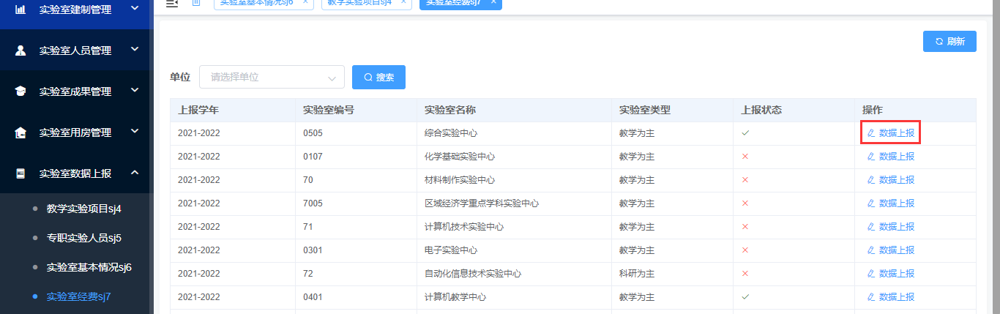 实验室建制管理
实验室人员管理
实验室成果管理
实验室用房管理
实验室数据上报
教学实验项目sj4
专职实验人员sj5
实验室基本情况sj6
实验室经费sj7
实验室基本情况sj6 × 教学实验项目sj4 × 实验室经费sj7 ×
刷新
单位 请选择单位 搜索
上报学年 实验室编号 实验室名称 实验室类型 上报状态 操作
2021-2022 0505 综合实验中心 教学为主 ✓ 数据上报
2021-2022 0107 化学基础实验中心 教学为主 × 数据上报
2021-2022 70 材料制作实验中心 教学为主 × 数据上报
2021-2022 7005 区域经济学重点学科实验中心 教学为主 × 数据上报
2021-2022 71 计算机技术实验中心 教学为主 × 数据上报
2021-2022 0301 电子实验中心 教学为主 × 数据上报
2021-2022 72 自动化信息技术实验中心 科研为主 × 数据上报
2021-2022 0401 计算机教学中心 教学为主 ✓ 数据上报